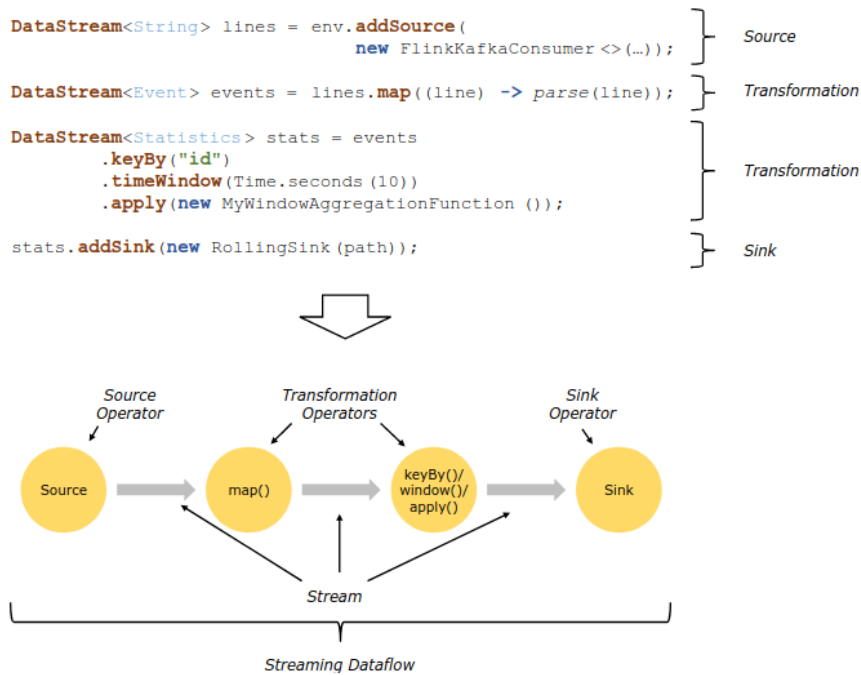 DataStream<String> lines = env.addSource(
new FlinkKafkaConsumer<>(…));
Source
DataStream<Event> events = lines.map((line) -> parse(line));
Transformation
DataStream<Statistics> stats = events
.keyBy("id")
.timeWindow(Time.seconds(10))
.apply(new MyWindowAggregationFunction());
Transformation
stats.addSink(new RollingSink(path));
Sink
Source
Operator
Transformation
Operators
Sink
Operator
Source
map()
keyBy()/
window()/
apply()
Sink
Stream
Streaming Dataflow